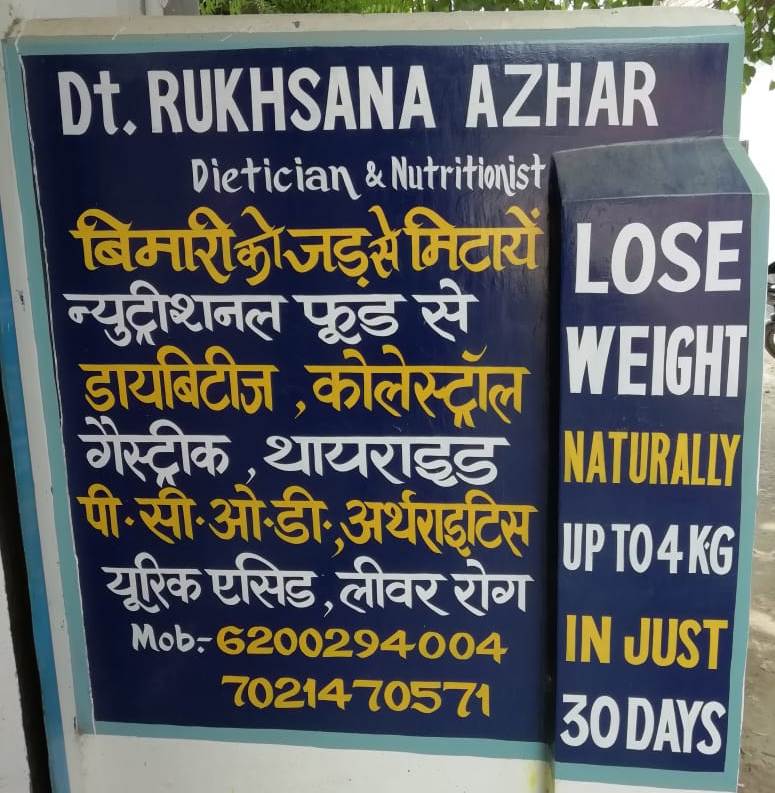 Dt. RUKHSANA AZHAR
Dietician & Nutritionist
बिमारी को जड़ से मिटायें
न्युट्रीशनल फूड से
डायबिटीज , कोलेस्ट्रॉल
गैस्ट्रीक , थायराइड
पी॰सी॰ओ॰डी॰,अर्थराइटिस
यूरिक एसिड , लीवर रोग
Mob:- 6200294004
7021470571
LOSE
WEIGHT
NATURALLY
UP TO 4 K·G
IN JUST
30 DAYS